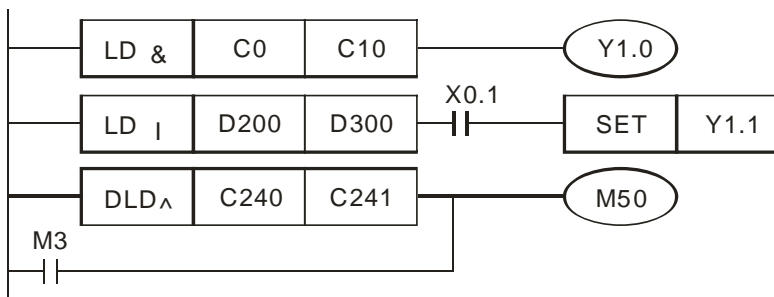 LD & C0 C10 Y1.0
X0.1
LD | D200 D300 SET Y1.1
DLD^ C240 C241 M50
M3